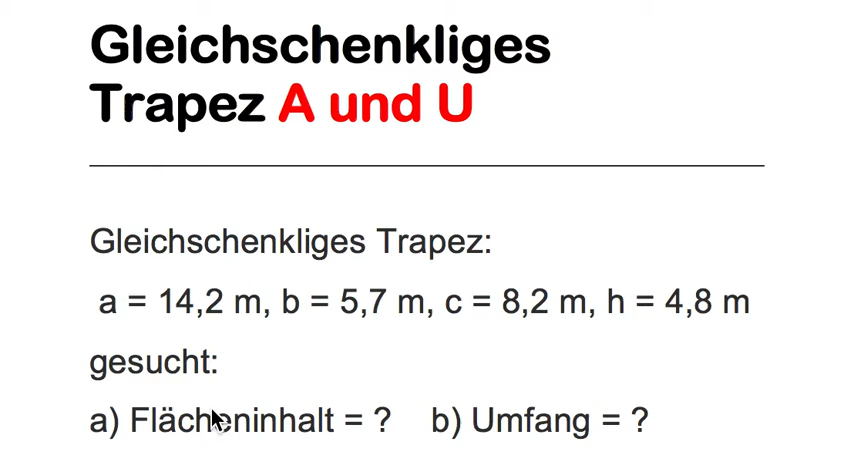 Gleichschenkliges
Trapez A und U
Gleichschenkliges Trapez:
a = 14,2 m, b = 5,7 m, c = 8,2 m, h = 4,8 m
gesucht:
a) Flächeninhalt = ? b) Umfang = ?